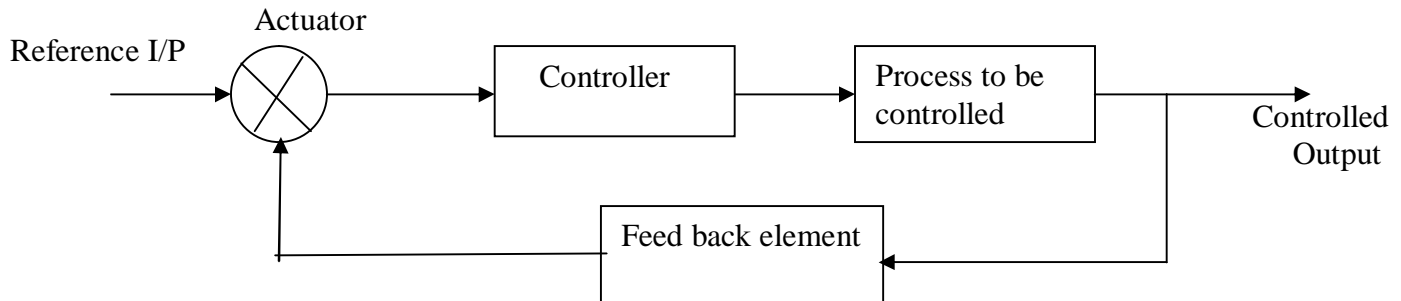 Actuator
Reference I/P
Controller
Process to be
controlled
Controlled
Output
Feed back element